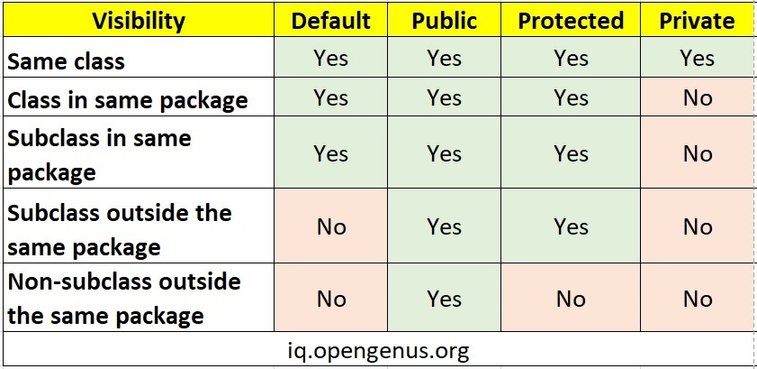 Visibility Default Public Protected Private
Same class Yes Yes Yes Yes
Class in same package Yes Yes Yes No
Subclass in same
package Yes Yes Yes No
Subclass outside the
same package No Yes Yes No
Non-subclass outside
the same package No Yes No No
iq.opengenus.org